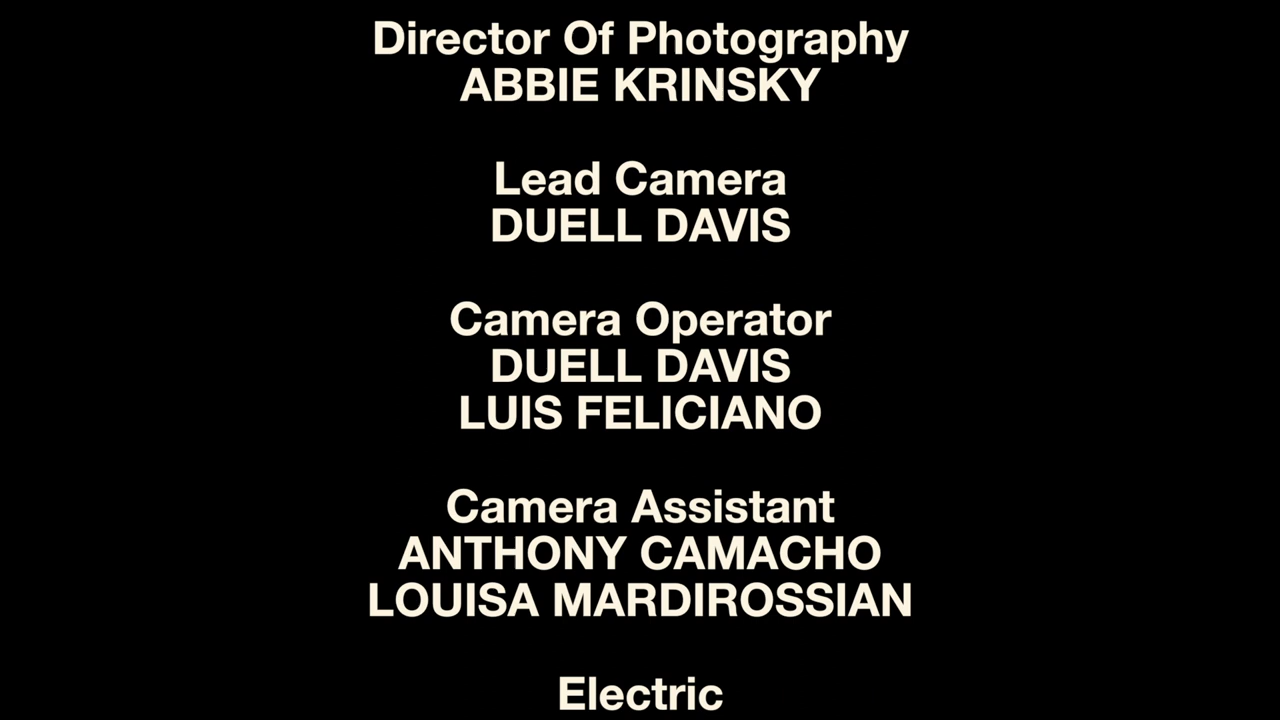 Director Of Photography
ABBIE KRINSKY
Lead Camera
DUELL DAVIS
Camera Operator
DUELL DAVIS
LUIS FELICIANO
Camera Assistant
ANTHONY CAMACHO
LOUISA MARDIROSSIAN
Electric